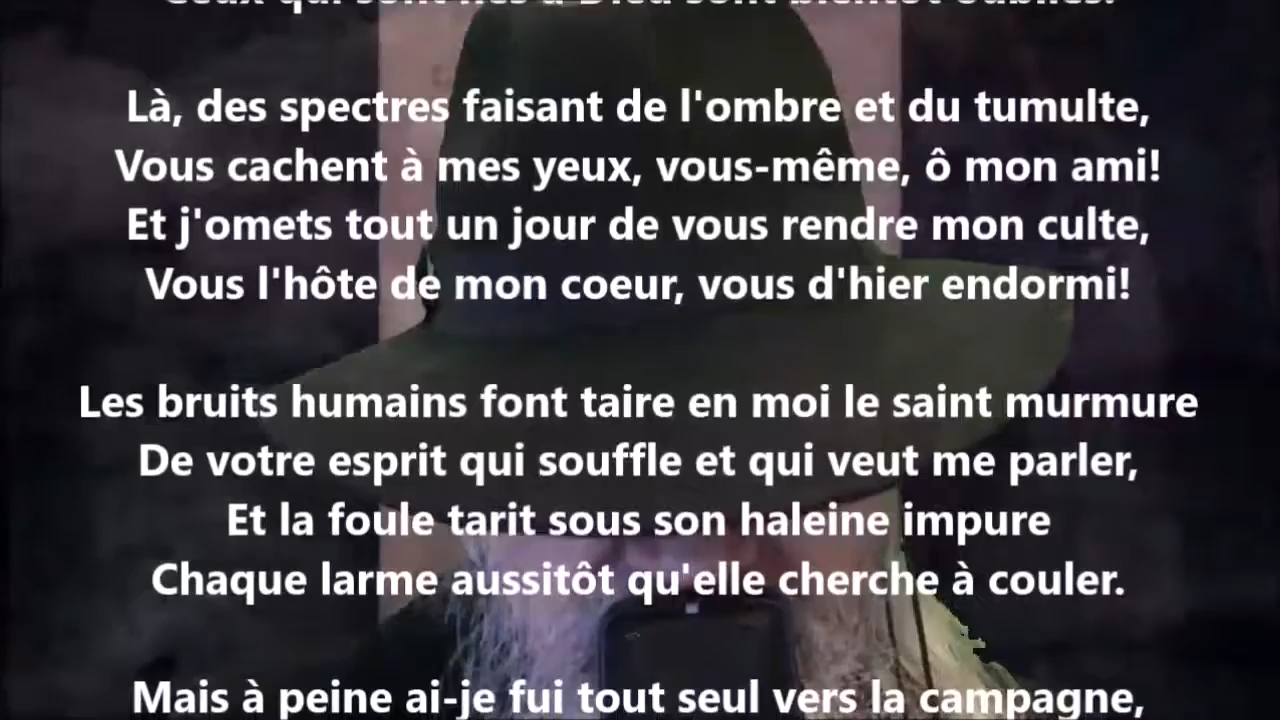 Là, des spectres faisant de l'ombre et du tumulte,
Vous cachent à mes yeux, vous-même, ô mon ami!
Et j'omets tout un jour de vous rendre mon culte,
Vous l'hôte de mon coeur, vous d'hier endormi!
Les bruits humains font taire en moi le saint murmure
De votre esprit qui souffle et qui veut me parler,
Et la foule tarit sous son haleine impure
Chaque larme aussitôt qu'elle cherche à couler.
Mais à peine ai-je fui tout seul vers la campagne,